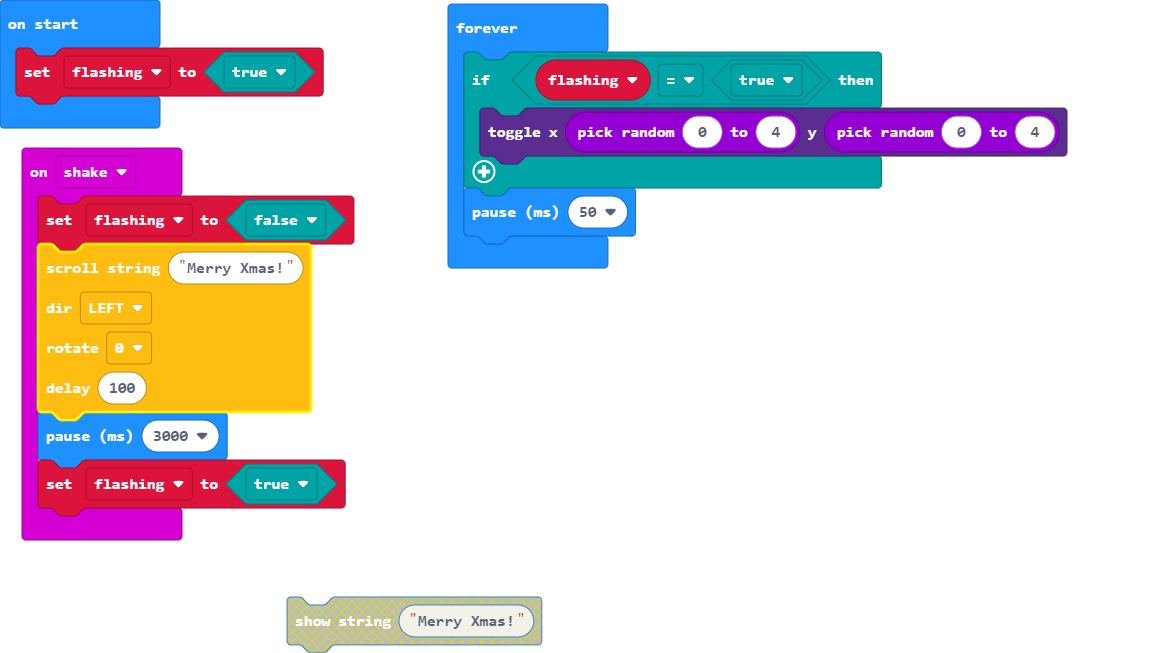 on start
set flashing to true
on shake
set flashing to false
scroll string "Merry Xmas!"
dir LEFT
rotate 0
delay 100
pause (ms) 3000
set flashing to true
forever
if flashing = true then
toggle x pick random 0 to 4 y pick random 0 to 4
pause (ms) 50
show string "Merry Xmas!"